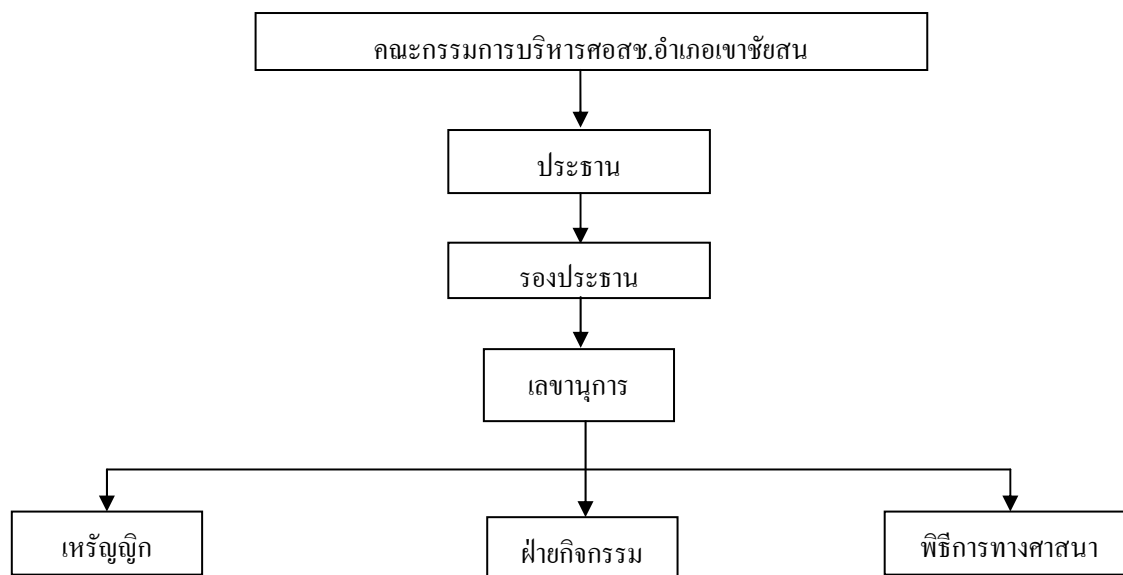 คณะกรรมการบริหารศอสช.อำเภอเขาชัยสน
ประธาน
รองประธาน
เลขานุการ
เหรัญญิก
ฝ่ายกิจกรรม
พิธีการทางศาสนา